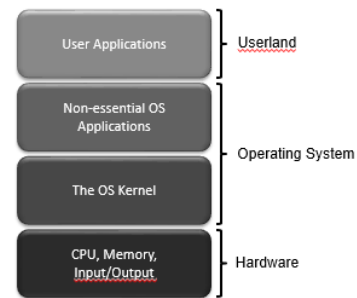 User Applications
Userland
Non-essential OS
Applications
Operating System
The OS Kernel
CPU, Memory,
Input/Output
Hardware